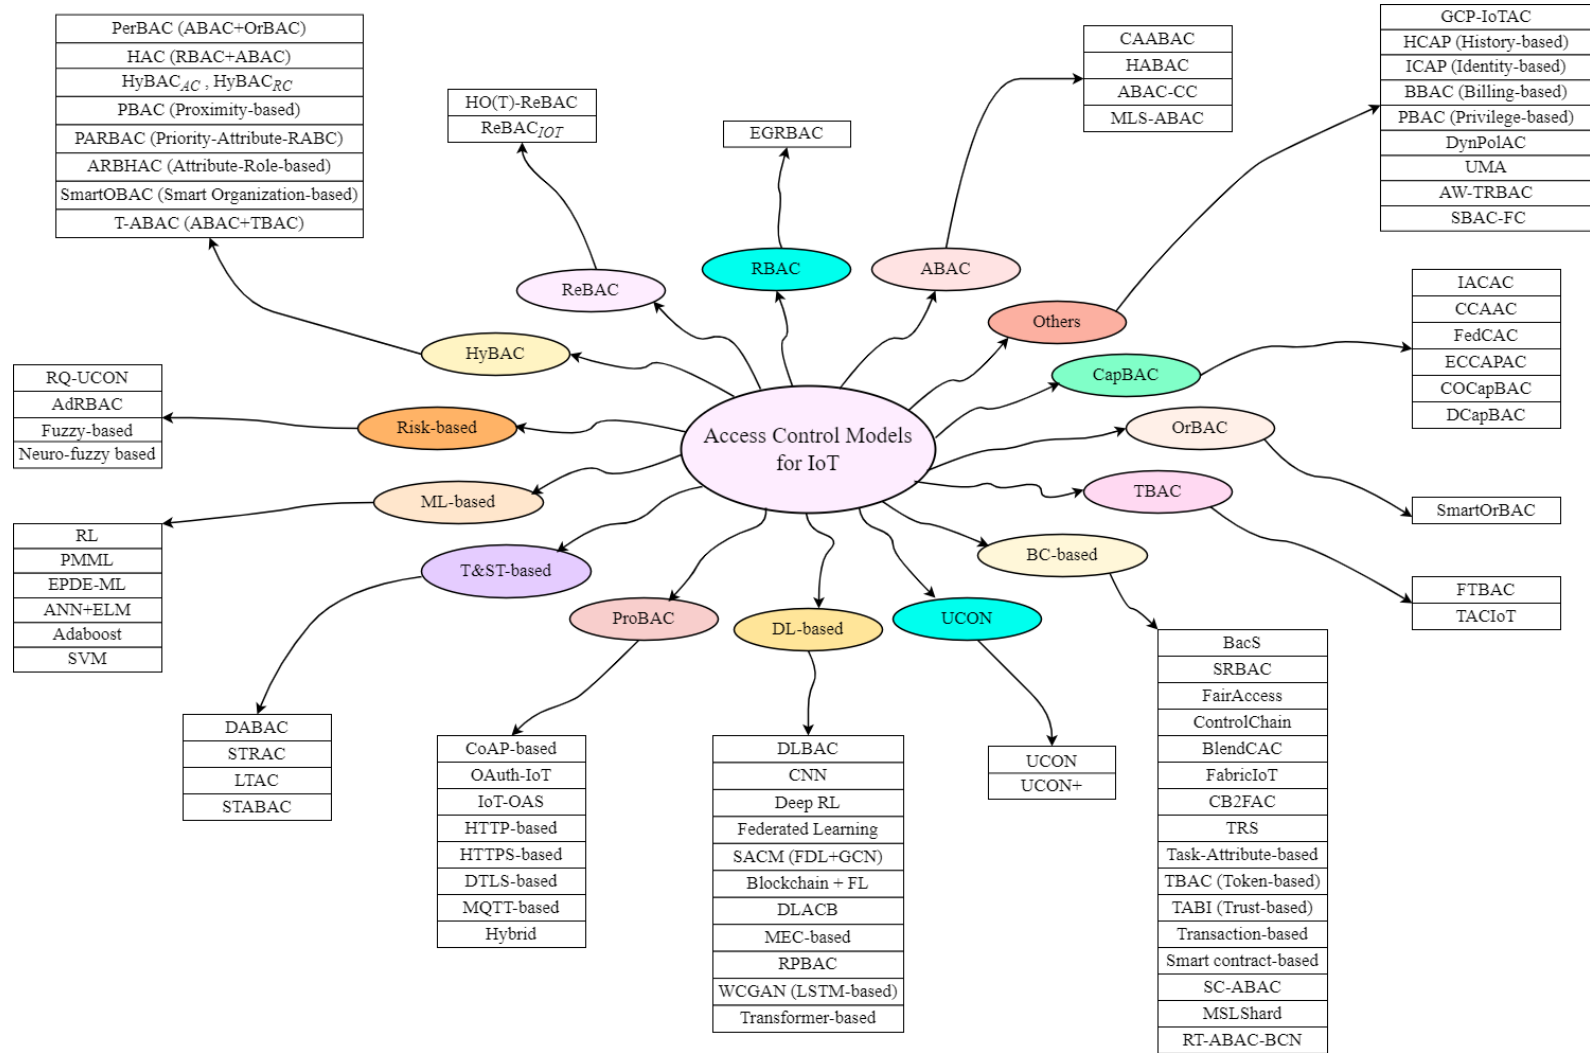 PerBAC (ABAC+OrBAC)
HAC (RBAC+ABAC)
HyBAC_AC , HyBAC_RC
PBAC (Proximity-based)
PARBAC (Priority-Attribute-RABC)
ARBHAC (Attribute-Role-based)
SmartOBAC (Smart Organization-based)
T-ABAC (ABAC+TBAC)
HO(T)-ReBAC
ReBAC_IOT
EGRBAC
CAABAC
HABAC
ABAC-CC
MLS-ABAC
GCP-IoTAC
HCAP (History-based)
ICAP (Identity-based)
BBAC (Billing-based)
PBAC (Privilege-based)
DynPolAC
UMA
AW-TRBAC
SBAC-FC
ReBAC
RBAC
ABAC
Others
HyBAC
CapBAC
IACAC
CCAAC
FedCAC
ECCAPAC
COCapBAC
DCapBAC
RQ-UCON
AdRBAC
Fuzzy-based
Neuro-fuzzy based
Risk-based
Access Control Models
for IoT
OrBAC
ML-based
TBAC
SmartOrBAC
RL
PMML
EPDE-ML
ANN+ELM
Adaboost
SVM
T&ST-based
BC-based
FTBAC
TACIoT
ProBAC
DL-based
UCON
DABAC
STRAC
LTAC
STABAC
CoAP-based
OAuth-IoT
IoT-OAS
HTTP-based
HTTPS-based
DTLS-based
MQTT-based
Hybrid
DLBAC
CNN
Deep RL
Federated Learning
SACM (FDL+GCN)
Blockchain + FL
DLACB
MEC-based
RPBAC
WCGAN (LSTM-based)
Transformer-based
UCON
UCON+
BacS
SRBAC
FairAccess
ControlChain
BlendCAC
FabricIoT
CB2FAC
TRS
Task-Attribute-based
TBAC (Token-based)
TABI (Trust-based)
Transaction-based
Smart contract-based
SC-ABAC
MSLShard
RT-ABAC-BCN